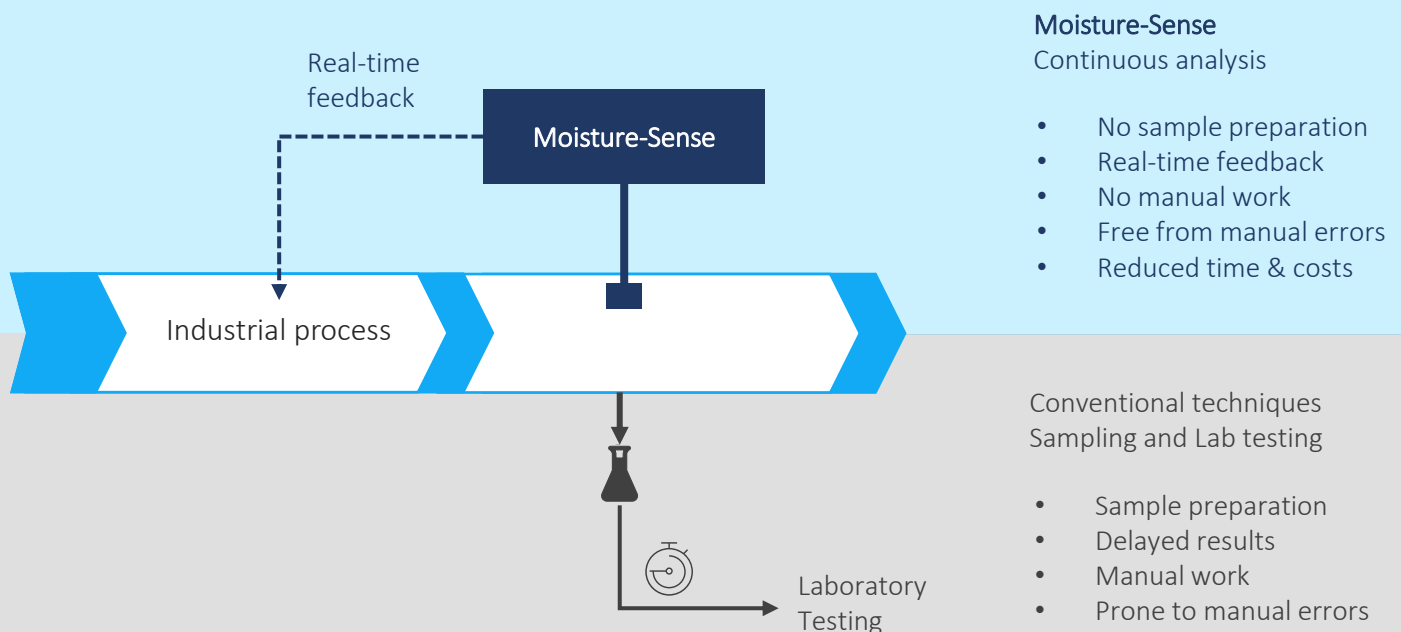 Moisture-Sense
Continuous analysis
Real-time
feedback
Moisture-Sense
• No sample preparation
• Real-time feedback
• No manual work
• Free from manual errors
• Reduced time & costs
Industrial process
Conventional techniques
Sampling and Lab testing
• Sample preparation
• Delayed results
• Manual work
• Prone to manual errors
Laboratory
Testing